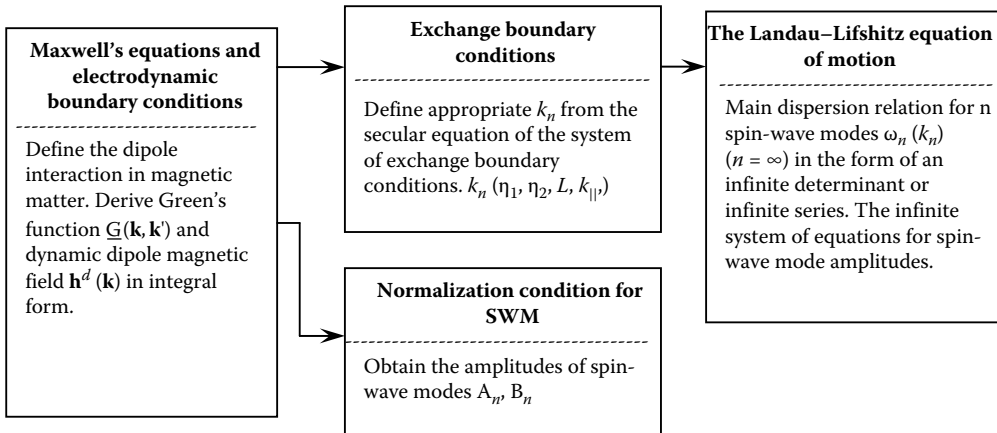 Maxwell's equations and
electrodynamic
boundary conditions
Define the dipole
interaction in magnetic
matter. Derive Green's
function G(k, k') and
dynamic dipole magnetic
field h^d (k) in integral
form.
Exchange boundary
conditions
Define appropriate k_n from the
secular equation of the system
of exchange boundary
conditions. k_n (η₁, η₂, L, k_||,)
Normalization condition for
SWM
Obtain the amplitudes of spin-
wave modes A_n, B_n
The Landau–Lifshitz equation
of motion
Main dispersion relation for n
spin-wave modes ω_n (k_n)
(n = ∞) in the form of an
infinite determinant or
infinite series. The infinite
system of equations for spin-
wave mode amplitudes.